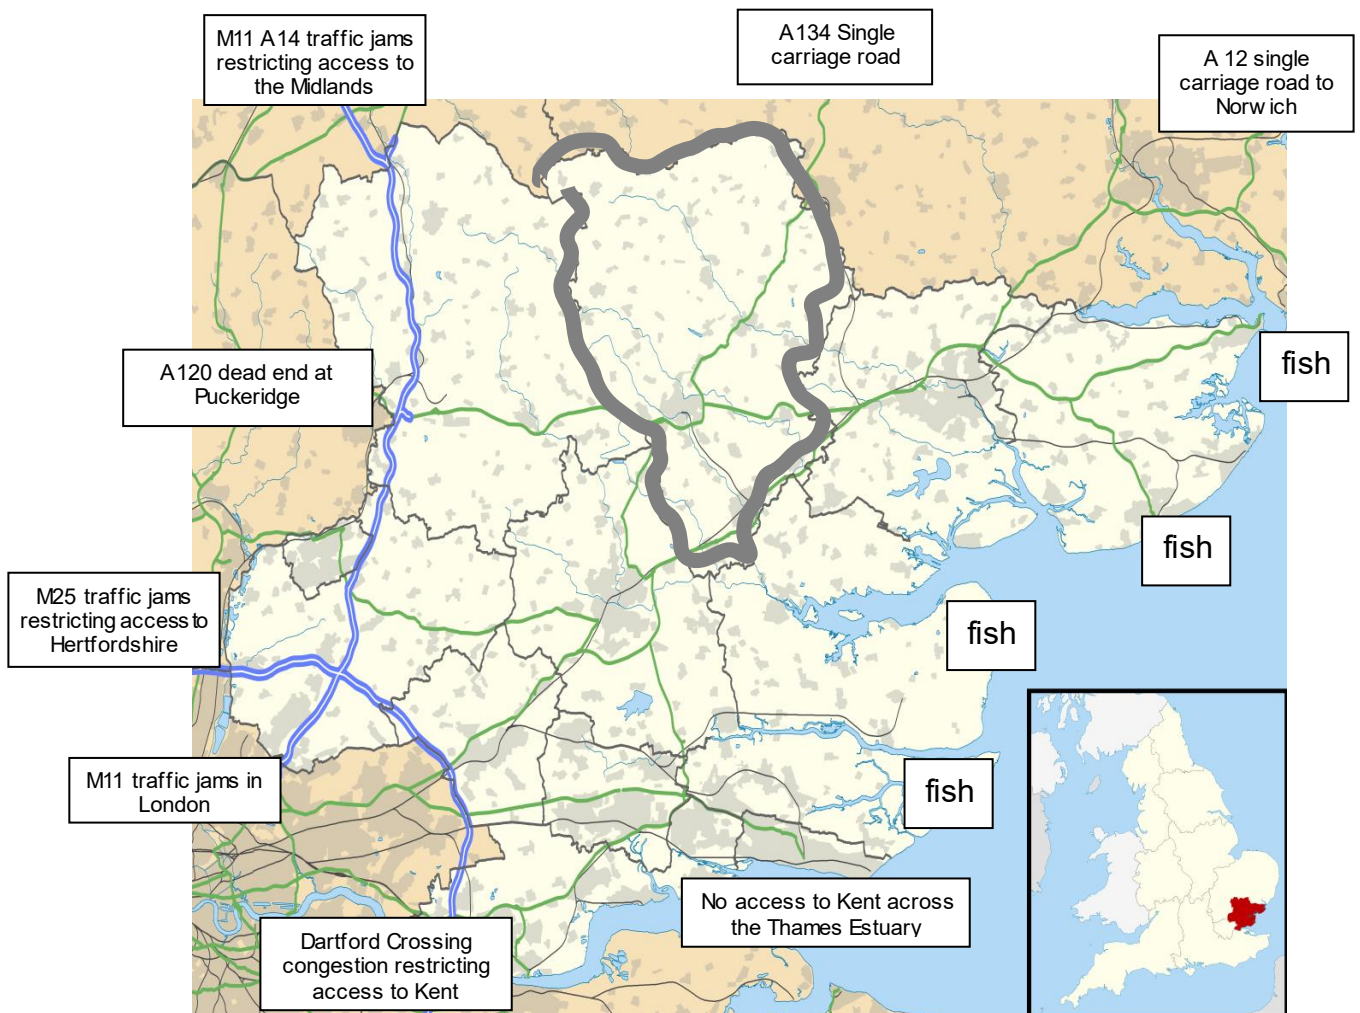 M11 A14 traffic jams
restricting access to
the Midlands
A134 Single
carriage road
A 12 single
carriage road to
Norwich
fish
A120 dead end at
Puckeridge
fish
M25 traffic jams
restricting access to
Hertfordshire
fish
M11 traffic jams in
London
fish
No access to Kent across
the Thames Estuary
Dartford Crossing
congestion restricting
access to Kent